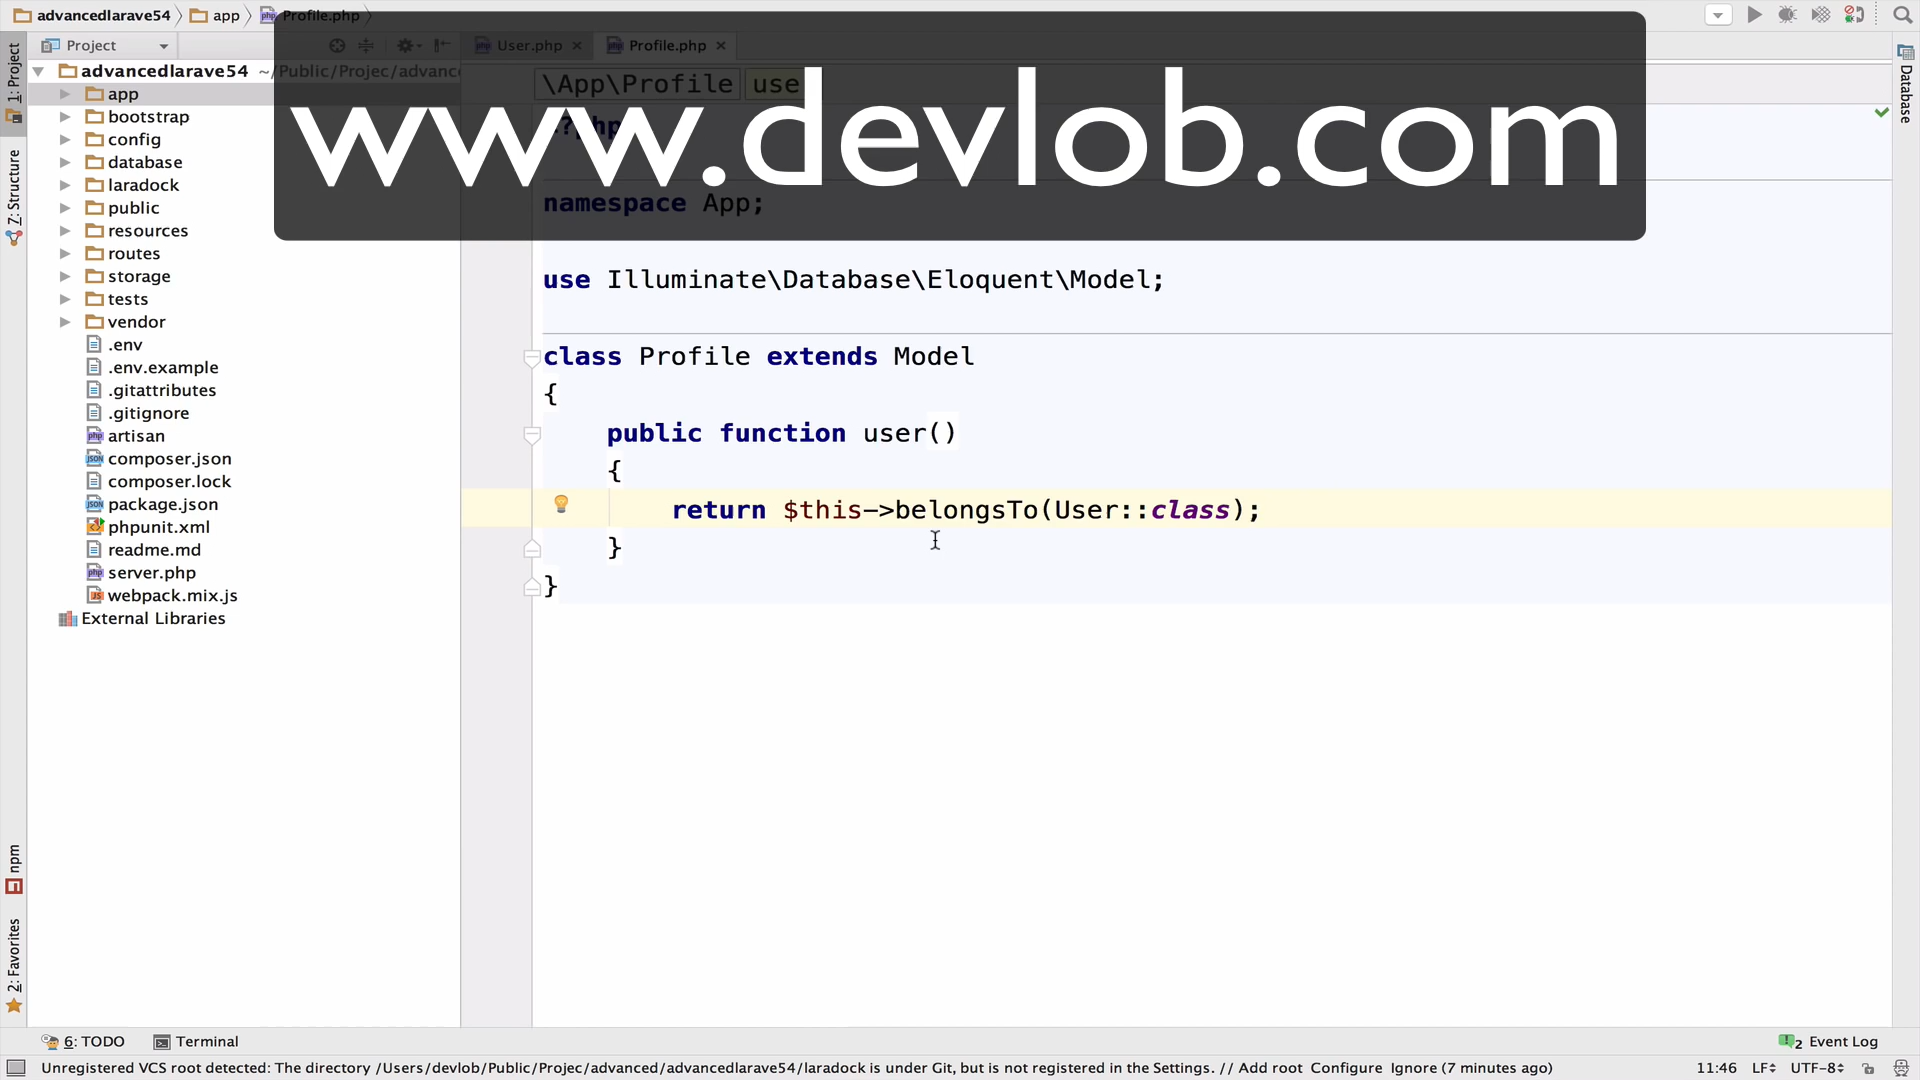 advancedlarave54 app Profile.php
Project
User.php
Profile.php
1: Project
Z: Structure
npm
2: Favorites
Database
advancedlarave54 ~/Public/Projec/advanc
app
bootstrap
config
database
laradock
public
resources
routes
storage
tests
vendor
.env
.env.example
.gitattributes
.gitignore
artisan
composer.json
composer.lock
package.json
phpunit.xml
readme.md
server.php
webpack.mix.js
External Libraries
www.devlob.com
\App\Profile use
<?php
namespace App;
use Illuminate\Database\Eloquent\Model;
class Profile extends Model
{
public function user()
{
return $this->belongsTo(User::class);
}
}
6: TODO
Terminal
2 Event Log
Unregistered VCS root detected: The directory /Users/devlob/Public/Projec/advanced/advancedlarave54/laradock is under Git, but is not registered in the Settings. // Add root Configure Ignore (7 minutes ago)
11:46 LF UTF-8